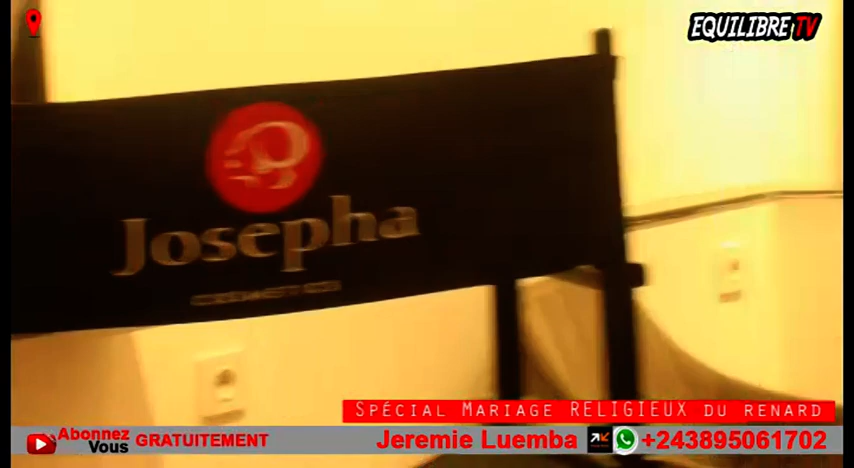 EQUILIBRE TV
Josepha
SPÉCIAL MARIAGE RELIGIEUX DU RENARD
Abonnez
Vous
GRATUITEMENT
Jeremie Luemba
+243895061702